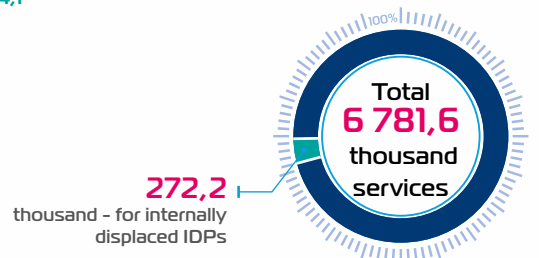 100%
Total
6 781,6
thousand
services
272,2
thousand - for internally
displaced IDPs